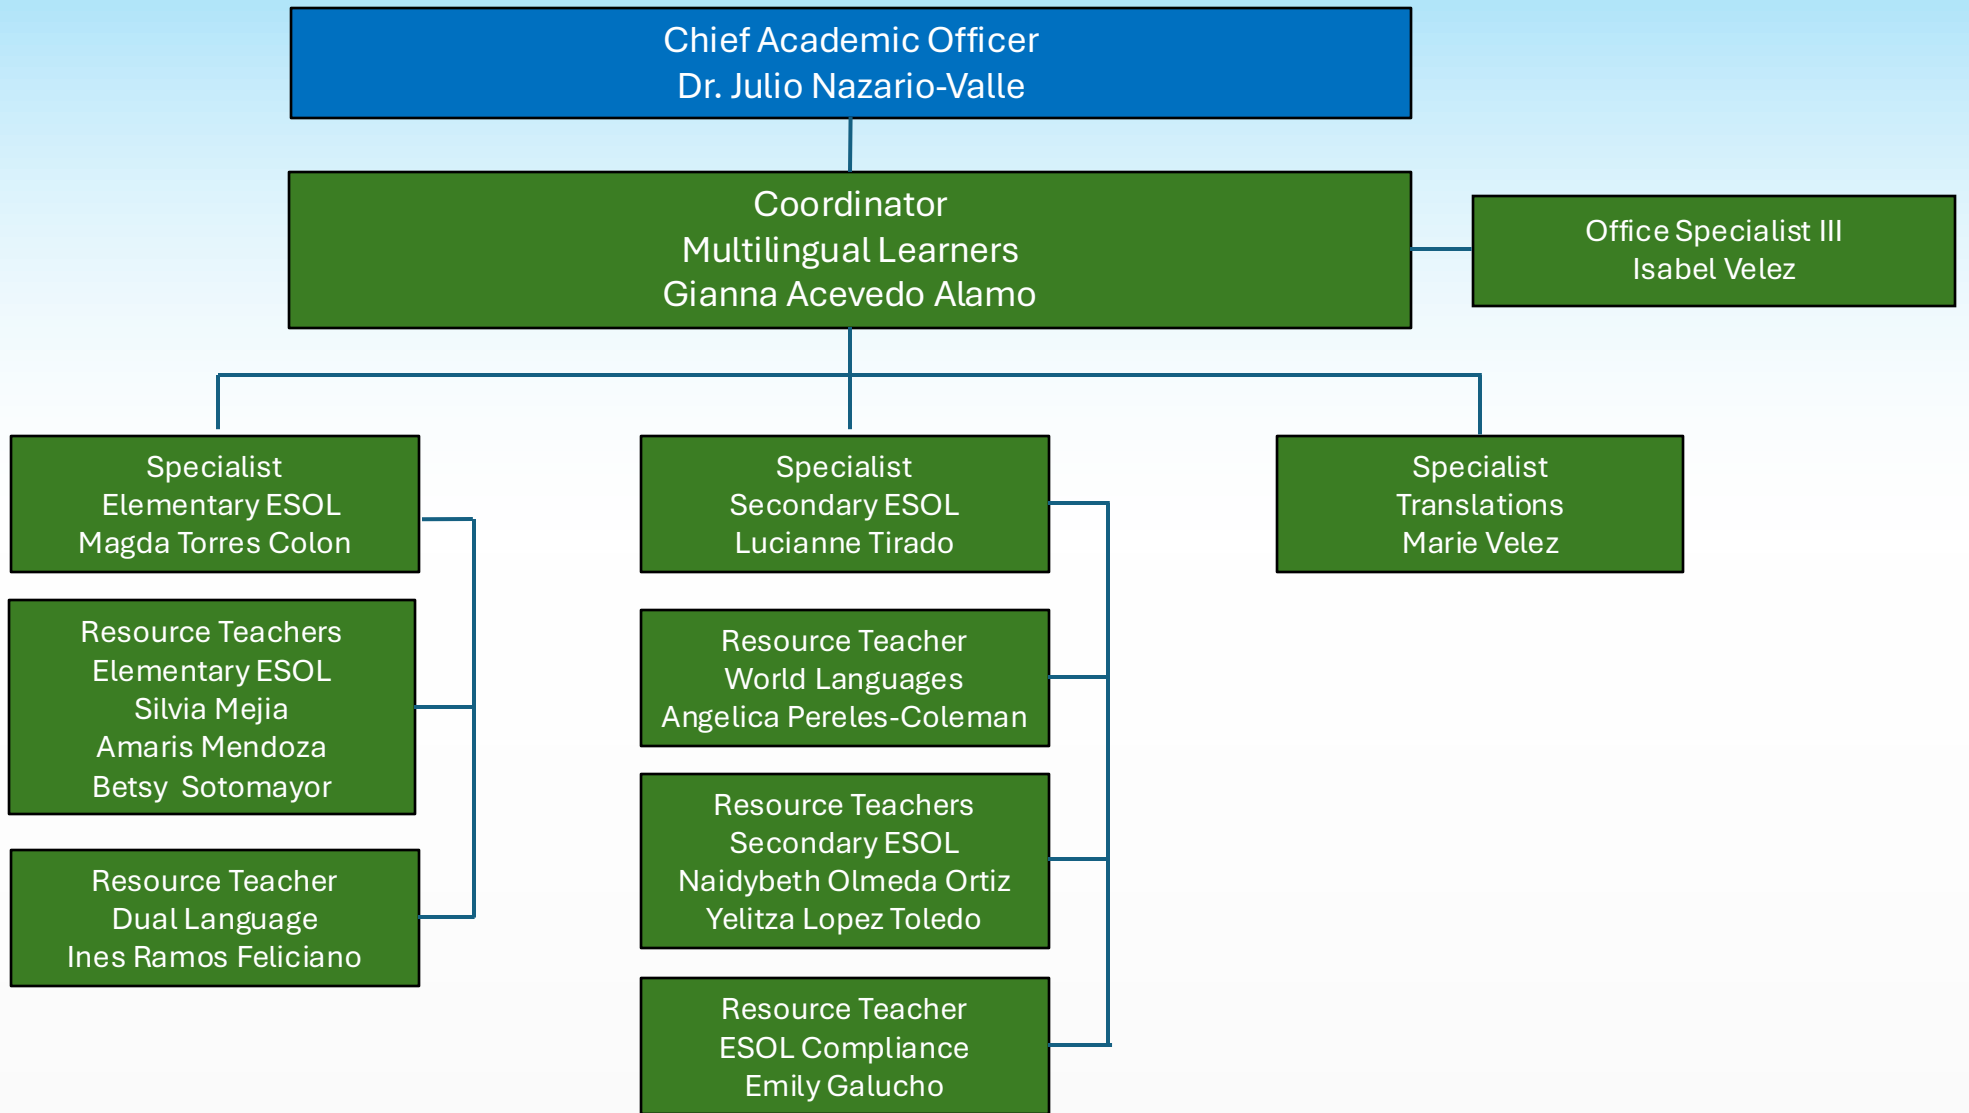 Chief Academic Officer
Dr. Julio Nazario-Valle
Coordinator
Multilingual Learners
Gianna Acevedo Alamo
Office Specialist III
Isabel Velez
Specialist
Elementary ESOL
Magda Torres Colon
Resource Teachers
Elementary ESOL
Silvia Mejia
Amaris Mendoza
Betsy Sotomayor
Resource Teacher
Dual Language
Ines Ramos Feliciano
Specialist
Secondary ESOL
Lucianne Tirado
Resource Teacher
World Languages
Angelica Pereles-Coleman
Resource Teachers
Secondary ESOL
Naidybeth Olmeda Ortiz
Yelitza Lopez Toledo
Resource Teacher
ESOL Compliance
Emily Galucho
Specialist
Translations
Marie Velez